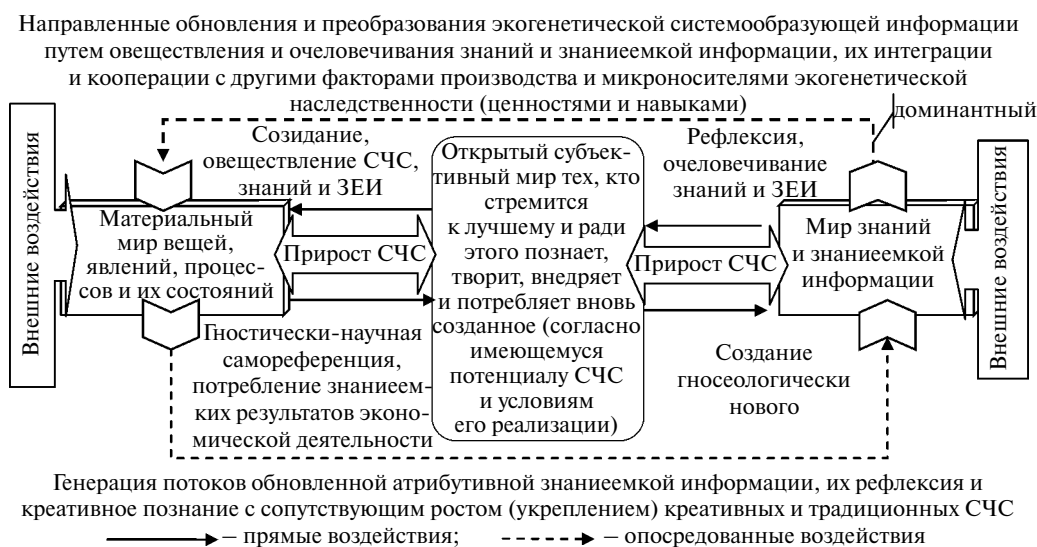 Направленные обновления и преобразования экогенетической системообразующей информации
путем овеществления и очеловечивания знаний и знаниеемкой информации, их интеграции
и кооперации с другими факторами производства и микроносителями экогенетической
наследственности (ценностями и навыками)
доминантный
Внешние воздействия
Созидание,
овеществление СЧС,
знаний и ЗЕИ
Материальный
мир вещей,
явлений, процес-
сов и их состояний
Прирост СЧС
Гностически-научная
самореференция,
потребление знаниеем-
ких результатов эконо-
мической деятельности
Открытый субъек-
тивный мир тех, кто
стремится
к лучшему и ради
этого познает,
творит, внедряет
и потребляет вновь
созданное (согласно
имеющемуся
потенциалу СЧС
и условиям
его реализации)
Рефлексия,
очеловечивание
знаний и ЗЕИ
Прирост СЧС
Мир знаний
и знаниеемкой
информации
Создание
гносеологически
нового
Внешние воздействия
Генерация потоков обновленной атрибутивной знаниеемкой информации, их рефлексия и
креативное познание с сопутствующим ростом (укреплением) креативных и традиционных СЧС
– прямые воздействия; – опосредованные воздействия